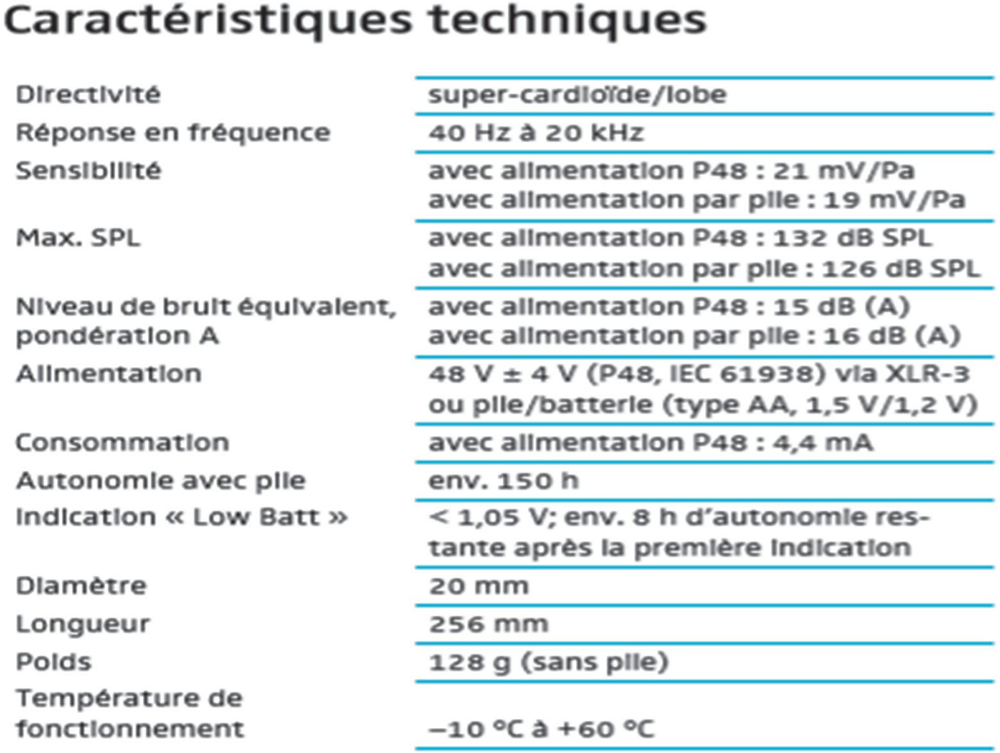 Caractéristiques techniques
Directivité super-cardioïde/lobe
Réponse en fréquence 40 Hz à 20 kHz
Sensibilité avec alimentation P48 : 21 mV/Pa
avec alimentation par pile : 19 mV/Pa
Max. SPL avec alimentation P48 : 132 dB SPL
avec alimentation par pile : 126 dB SPL
Niveau de bruit équivalent, avec alimentation P48 : 15 dB (A)
pondération A avec alimentation par pile : 16 dB (A)
Alimentation 48 V ± 4 V (P48, IEC 61938) via XLR-3
ou pile/batterie (type AA, 1,5 V/1,2 V)
Consommation avec alimentation P48 : 4,4 mA
Autonomie avec pile env. 150 h
Indication « Low Batt » < 1,05 V; env. 8 h d’autonomie res-
tante après la première indication
Diamètre 20 mm
Longueur 256 mm
Poids 128 g (sans pile)
Température de
fonctionnement –10 °C à +60 °C